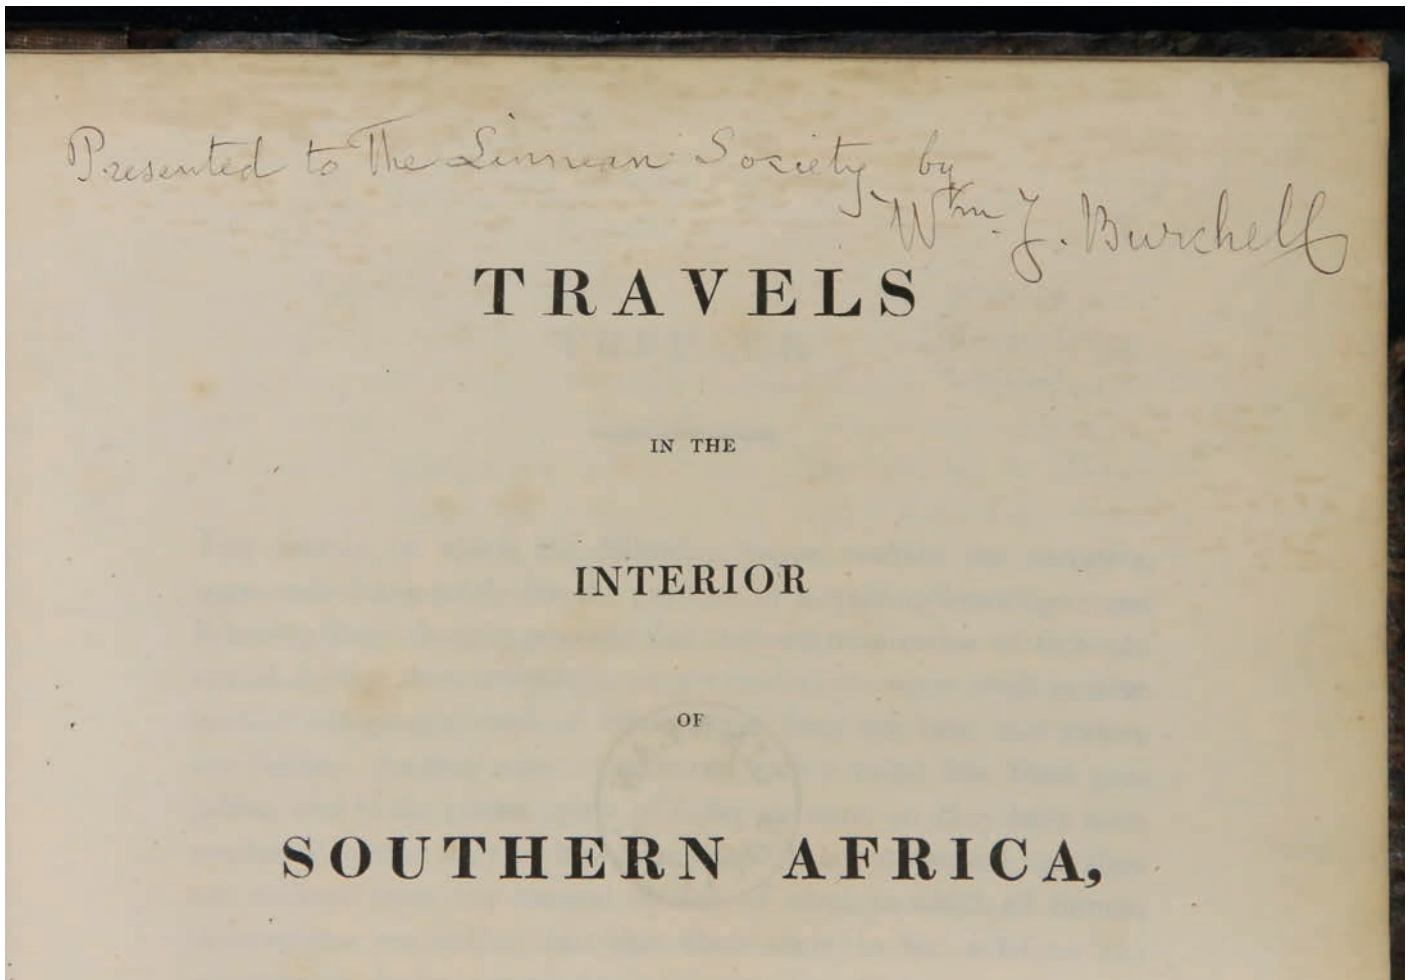 Presented to The Linnean Society by
Wm. J. Burchell
TRAVELS
IN THE
INTERIOR
OF
SOUTHERN AFRICA,